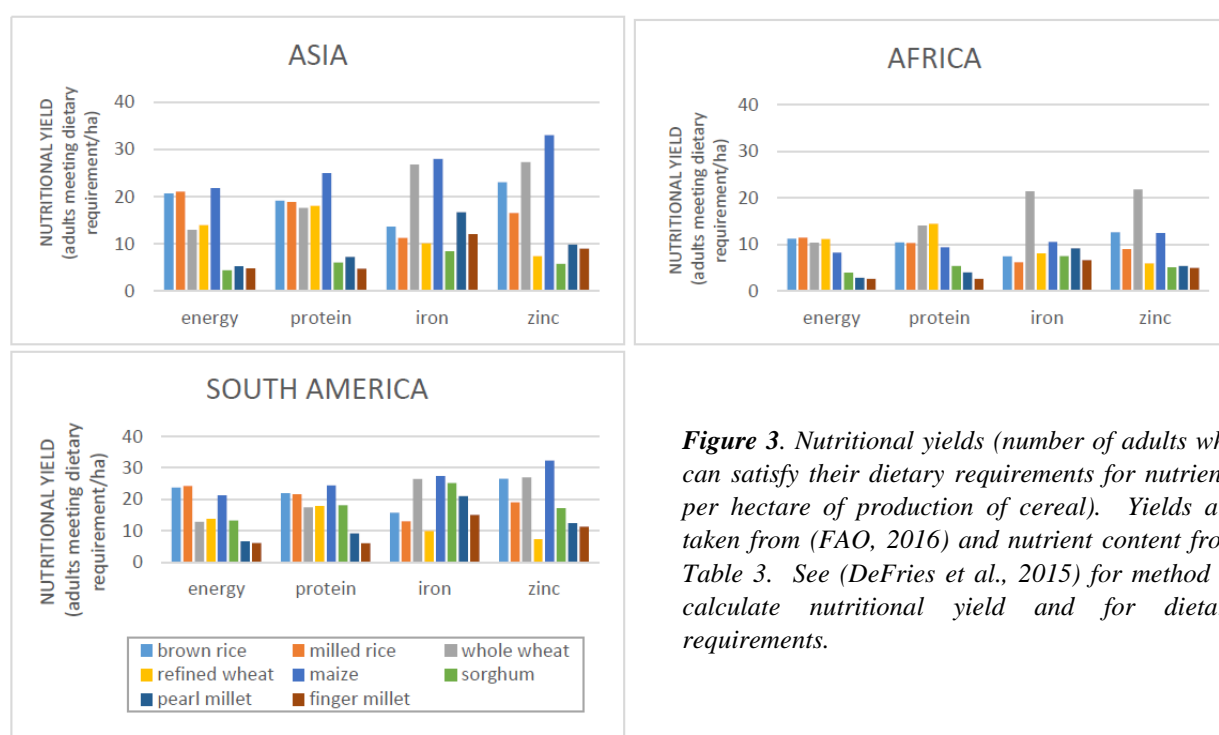 ASIA
NUTRITIONAL YIELD
(adults meeting dietary
requirement/ha)
40
30
20
10
0
energy protein iron zinc
AFRICA
NUTRITIONAL YIELD
(adults meeting dietary
requirement/ha)
40
30
20
10
0
energy protein iron zinc
SOUTH AMERICA
NUTRITIONAL YIELD
(adults meeting dietary
requirement/ha)
40
30
20
10
0
energy protein iron zinc
brown rice milled rice whole wheat
refined wheat maize sorghum
pearl millet finger millet
Figure 3. Nutritional yields (number of adults wh
can satisfy their dietary requirements for nutrien
per hectare of production of cereal). Yields a
taken from (FAO, 2016) and nutrient content fro
Table 3. See (DeFries et al., 2015) for method
calculate nutritional yield and for dieta
requirements.